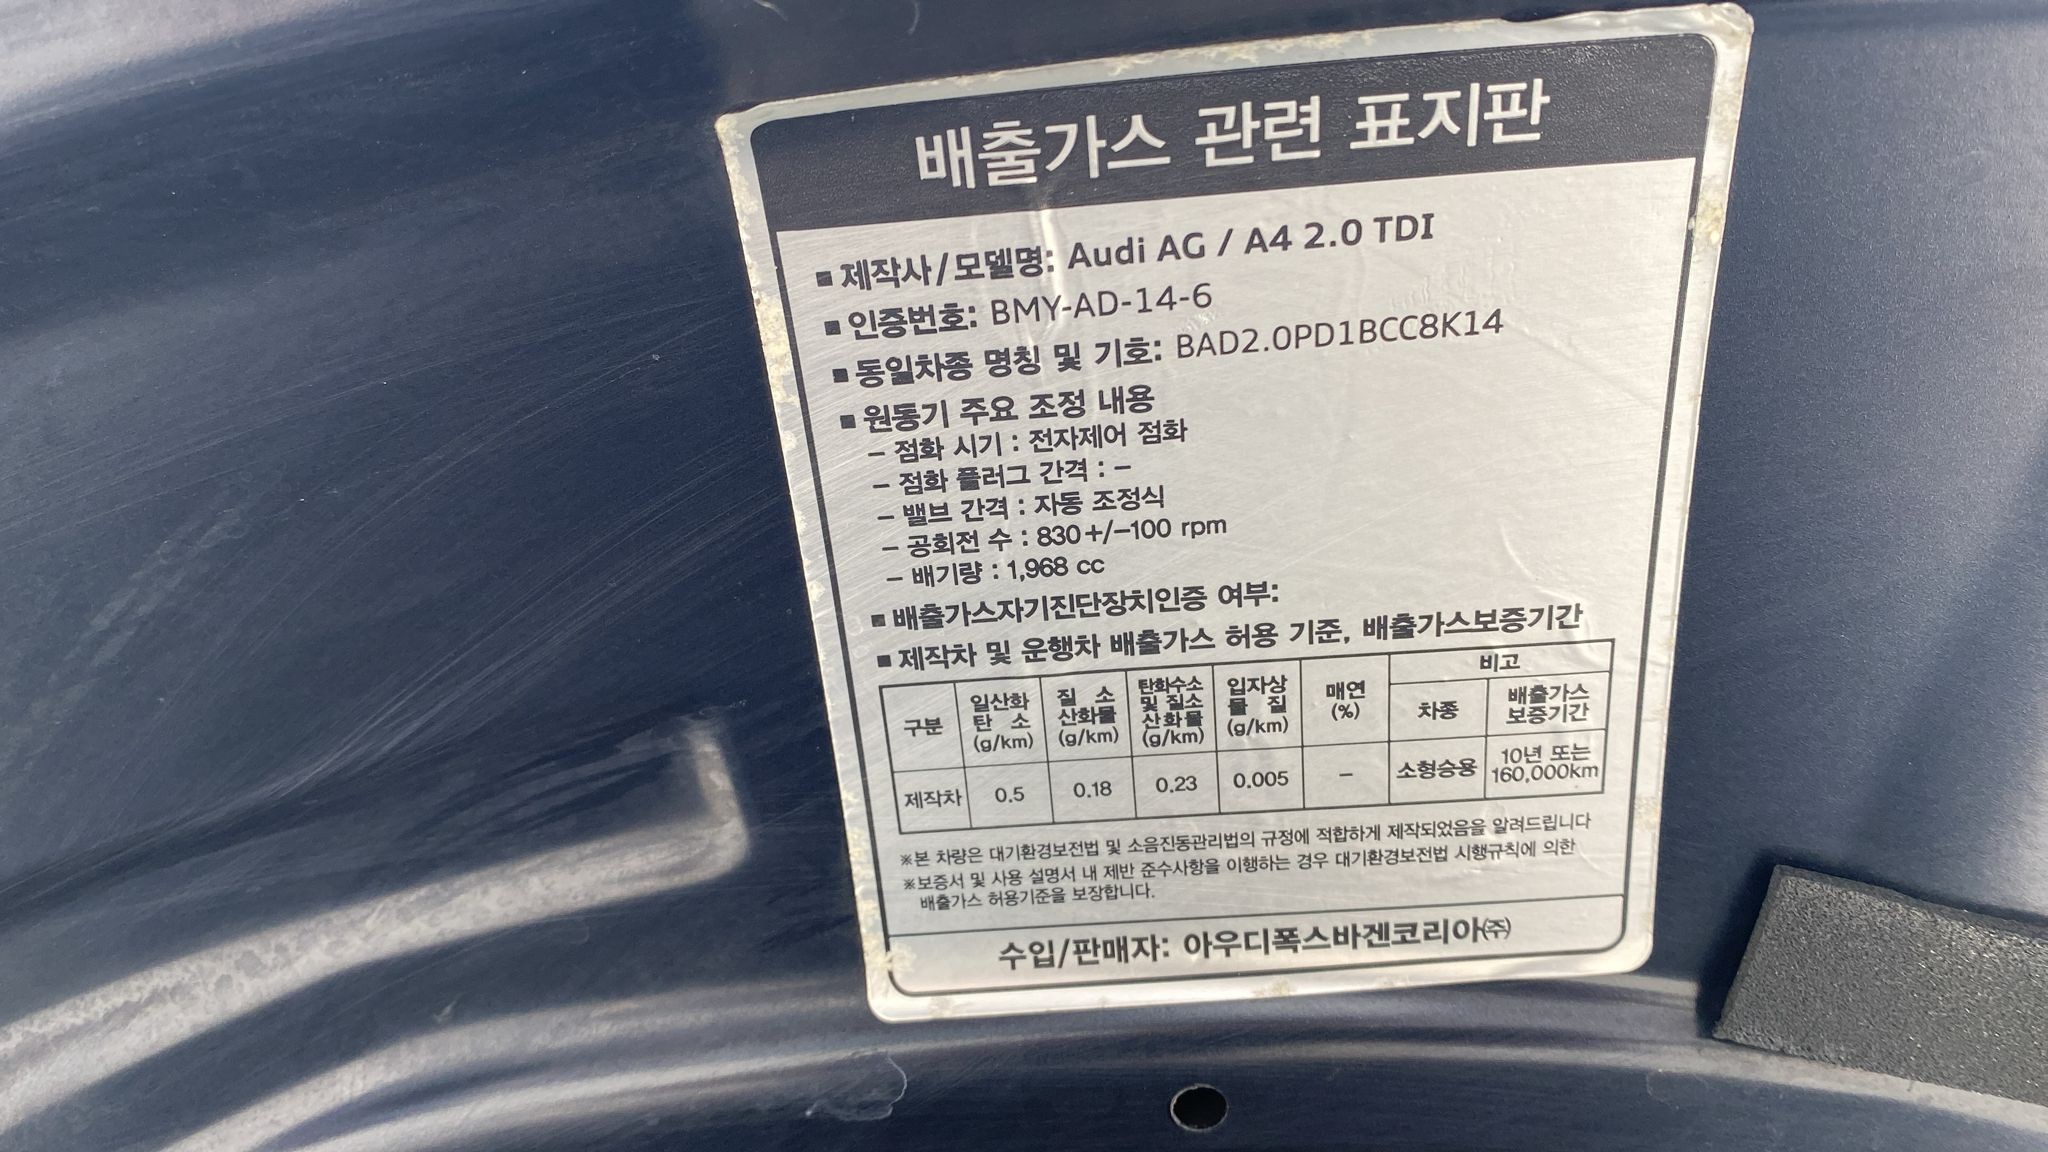 배출가스 관련 표지판
■ 제작사/모델명: Audi AG / A4 2.0 TDI
■ 인증번호: BMY-AD-14-6
■ 동일차종 명칭 및 기호: BAD2.0PD1BCC8K14
■ 원동기 주요 조정 내용
– 점화 시기 : 전자제어 점화
– 점화 플러그 간격 : –
– 밸브 간격 : 자동 조정식
– 공회전 수 : 830+/–100 rpm
– 배기량 : 1,968 cc
■ 배출가스자기진단장치인증 여부:
■ 제작차 및 운행차 배출가스 허용 기준, 배출가스보증기간
구분 일산화 탄 소 (g/km) 질 소 산화물 (g/km) 탄화수소 및 질소 산화물 (g/km) 입자상 물 질 (g/km) 매연 (%) 비고
차종 배출가스 보증기간
제작차 0.5 0.18 0.23 0.005 – 소형승용 10년 또는 160,000km
※본 차량은 대기환경보전법 및 소음진동관리법의 규정에 적합하게 제작되었음을 알려드립니다
※보증서 및 사용 설명서 내 제반 준수사항을 이행하는 경우 대기환경보전법 시행규칙에 의한
배출가스 허용기준을 보장합니다.
수입/판매자: 아우디폭스바겐코리아㈜